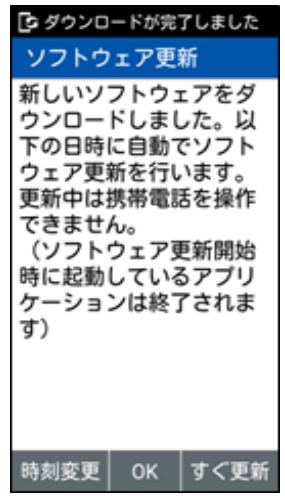 ダウンロードが完了しました
ソフトウェア更新
新しいソフトウェアをダ
ウンロードしました。以
下の日時に自動でソフト
ウェア更新を行います。
更新中は携帯電話を操作
できません。
（ソフトウェア更新開始
時に起動しているアプリ
ケーションは終了されま
す）
時刻変更 OK すぐ更新